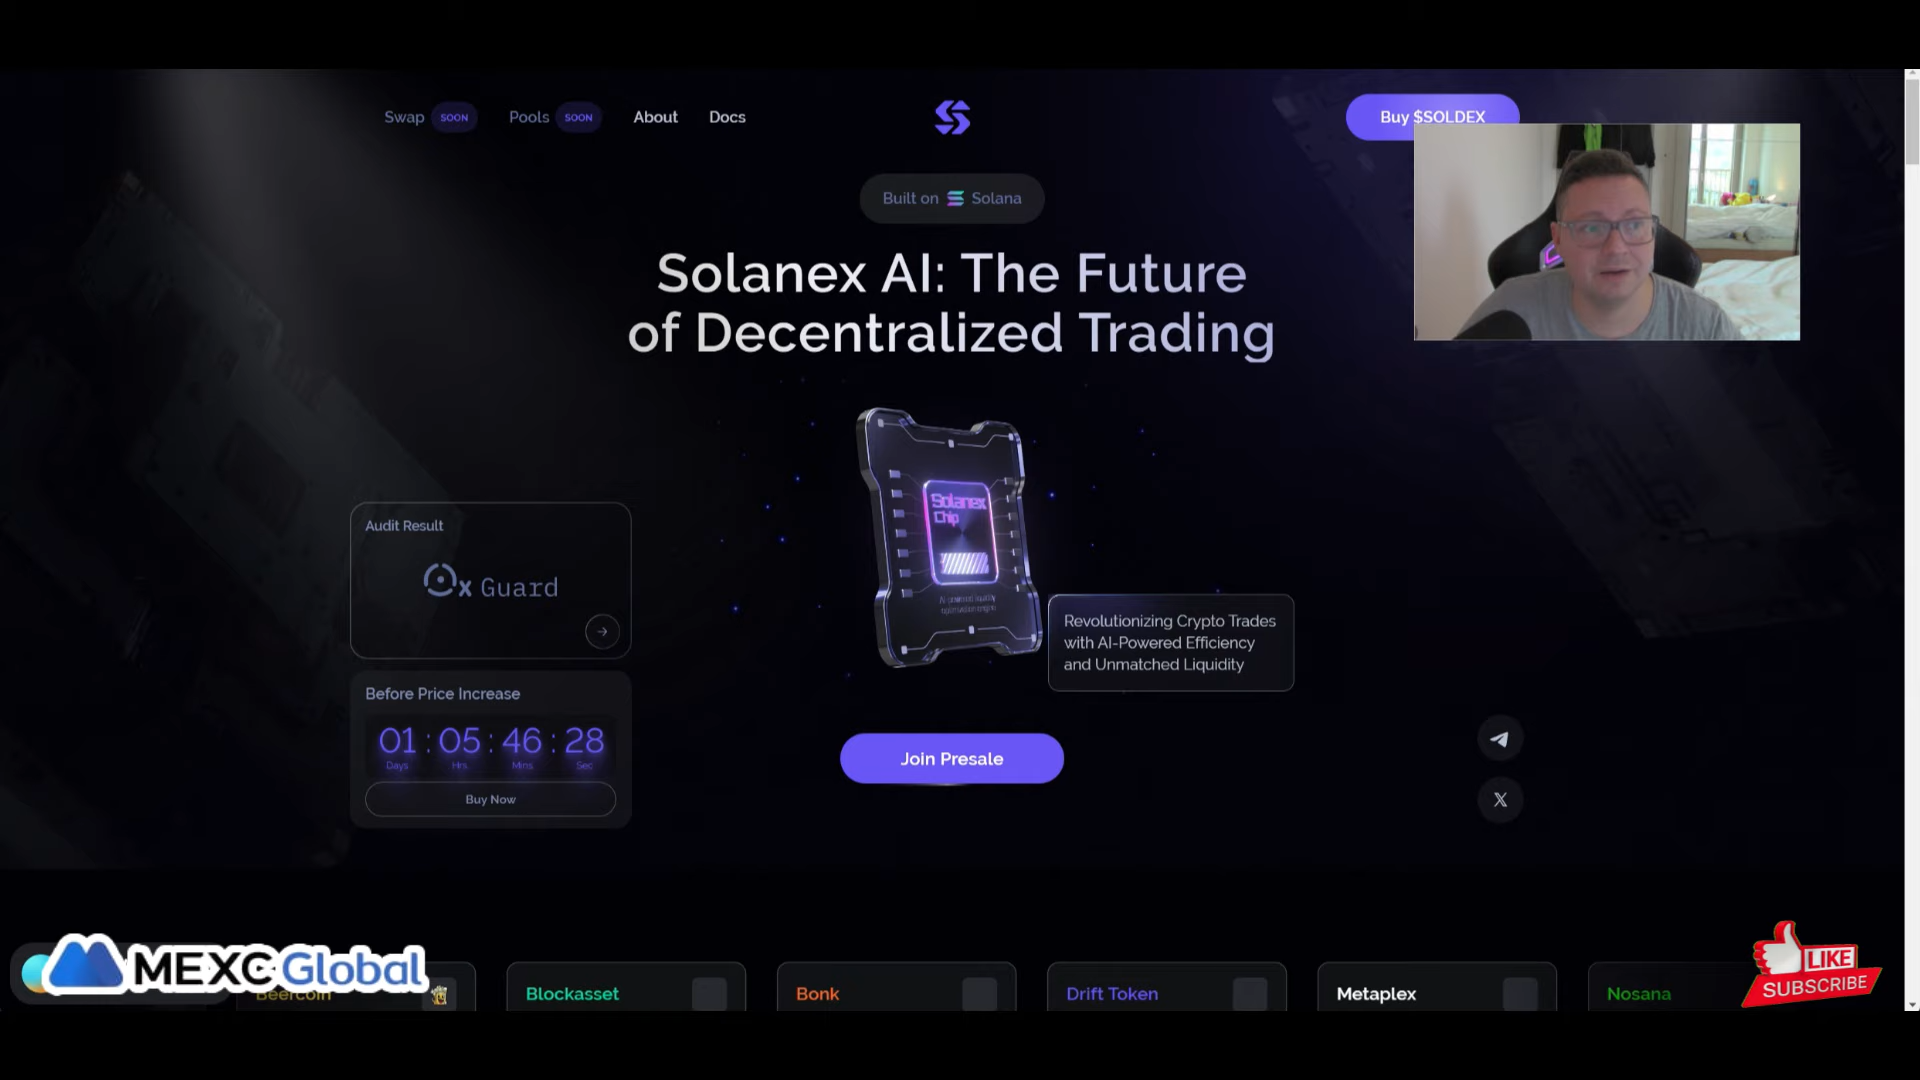 Swap SOON Pools SOON About Docs
Buy $SOLDEX
Built on Solana
Solanex AI: The Future
of Decentralized Trading
Solanex
Chip
Audit Result
Ox Guard
Revolutionizing Crypto Trades
with AI-Powered Efficiency
and Unmatched Liquidity
Before Price Increase
01 : 05 : 46 : 28
Days Hrs Mins Sec
Buy Now
Join Presale
MEXC Global
Beercoin
Blockasset
Bonk
Drift Token
Metaplex
Nosana
LIKE
SUBSCRIBE